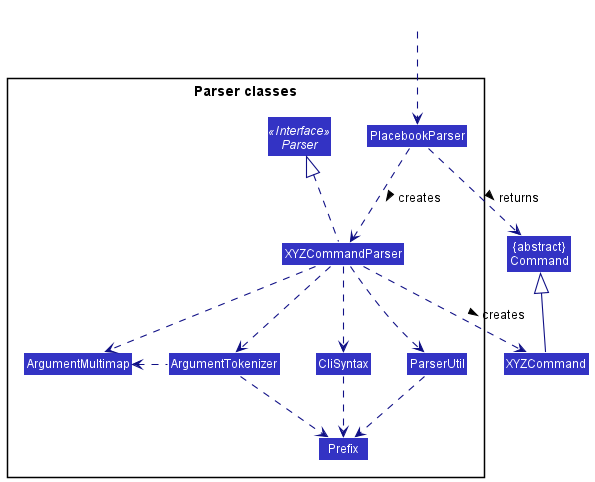 Parser classes
«Interface»
Parser
PlacebookParser
creates
returns
{abstract}
Command
XYZCommandParser
creates
ArgumentMultimap
ArgumentTokenizer
CliSyntax
ParserUtil
XYZCommand
Prefix